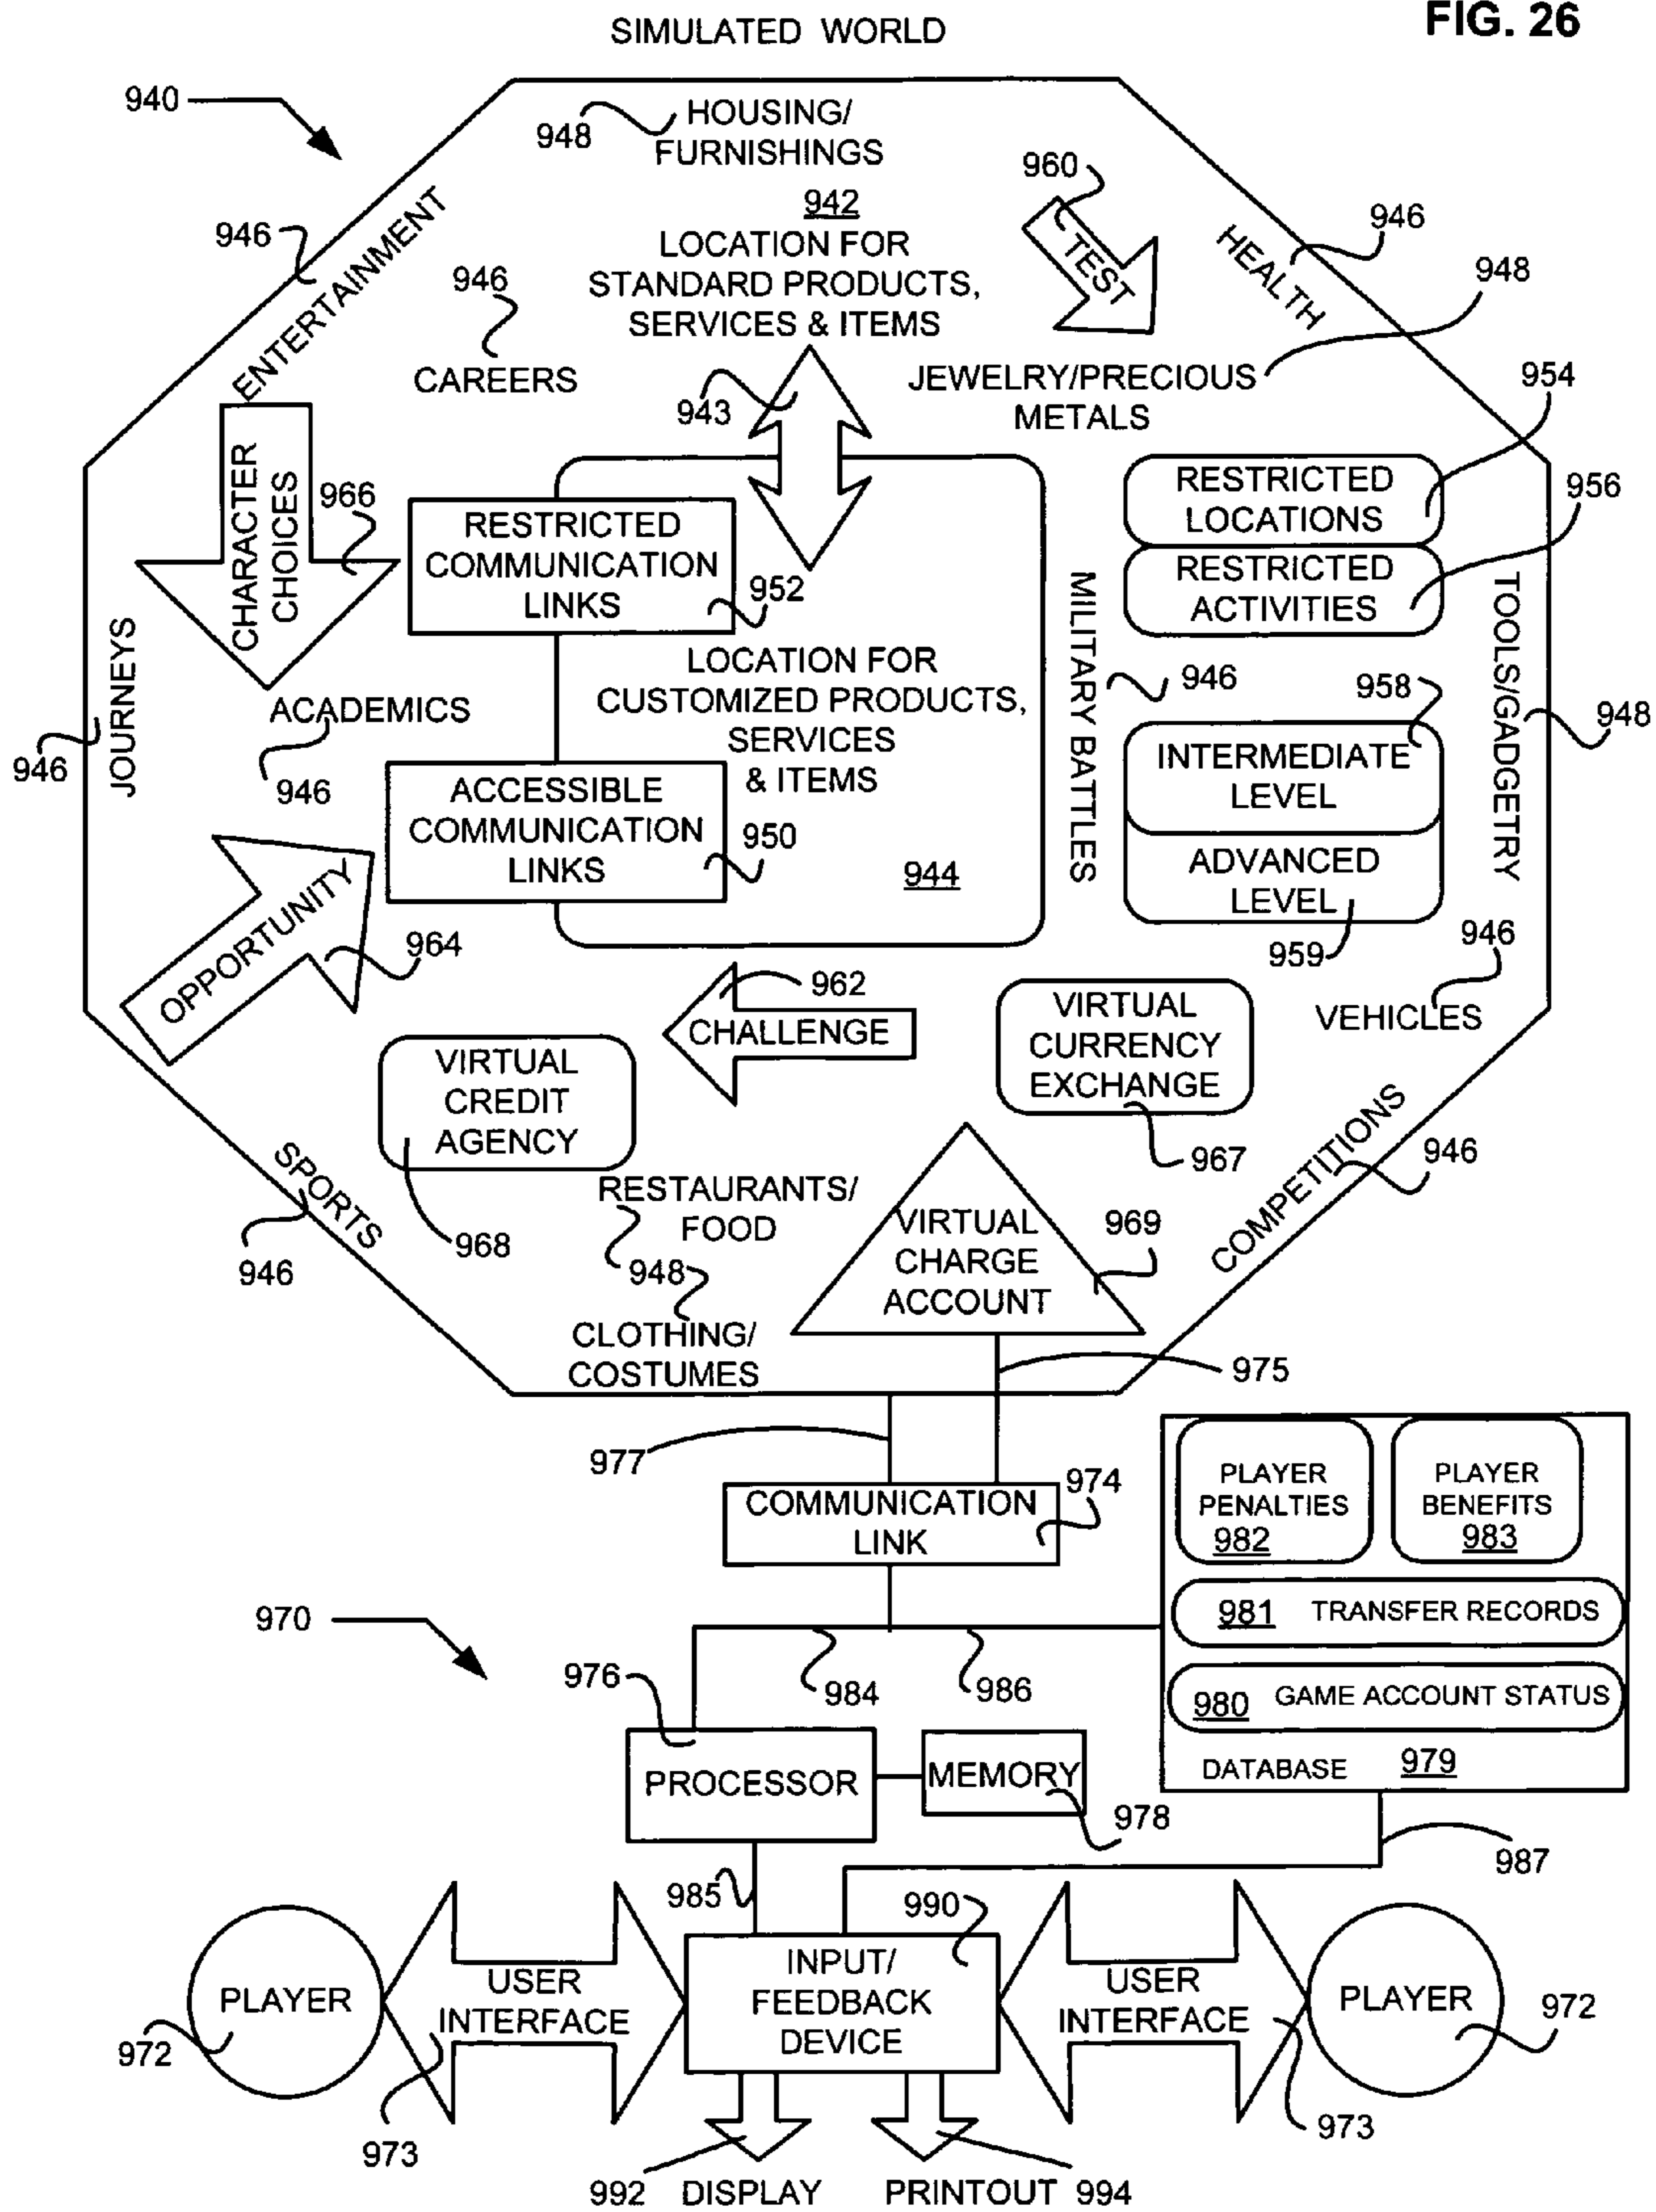 FIG. 26
SIMULATED WORLD
940
948
HOUSING/
FURNISHINGS
960
TEST
946
ENTERTAINMENT
942
LOCATION FOR
STANDARD PRODUCTS,
SERVICES & ITEMS
946
HEALTH
948
946
CAREERS
943
JEWELRY/PRECIOUS
METALS
954
RESTRICTED
LOCATIONS
956
RESTRICTED
ACTIVITIES
CHARACTER
CHOICES
966
RESTRICTED
COMMUNICATION
LINKS
952
MILITARY BATTLES
946
TOOLS/GADGETRY
948
JOURNEYS
946
ACADEMICS
946
LOCATION FOR
CUSTOMIZED PRODUCTS,
SERVICES
& ITEMS
958
INTERMEDIATE
LEVEL
ADVANCED
LEVEL
959
ACCESSIBLE
COMMUNICATION
LINKS
950
944
OPPORTUNITY
964
946
VEHICLES
962
CHALLENGE
VIRTUAL
CURRENCY
EXCHANGE
967
VIRTUAL
CREDIT
AGENCY
968
SPORTS
946
COMPETITIONS
946
RESTAURANTS/
FOOD
948
CLOTHING/
COSTUMES
VIRTUAL
CHARGE
ACCOUNT
969
975
977
COMMUNICATION
LINK
974
PLAYER
PENALTIES
982
PLAYER
BENEFITS
983
981 TRANSFER RECORDS
980 GAME ACCOUNT STATUS
DATABASE 979
970
984
986
976
PROCESSOR
MEMORY
978
987
985
990
INPUT/
FEEDBACK
DEVICE
PLAYER
972
USER
INTERFACE
973
USER
INTERFACE
973
PLAYER
972
992 DISPLAY
PRINTOUT 994